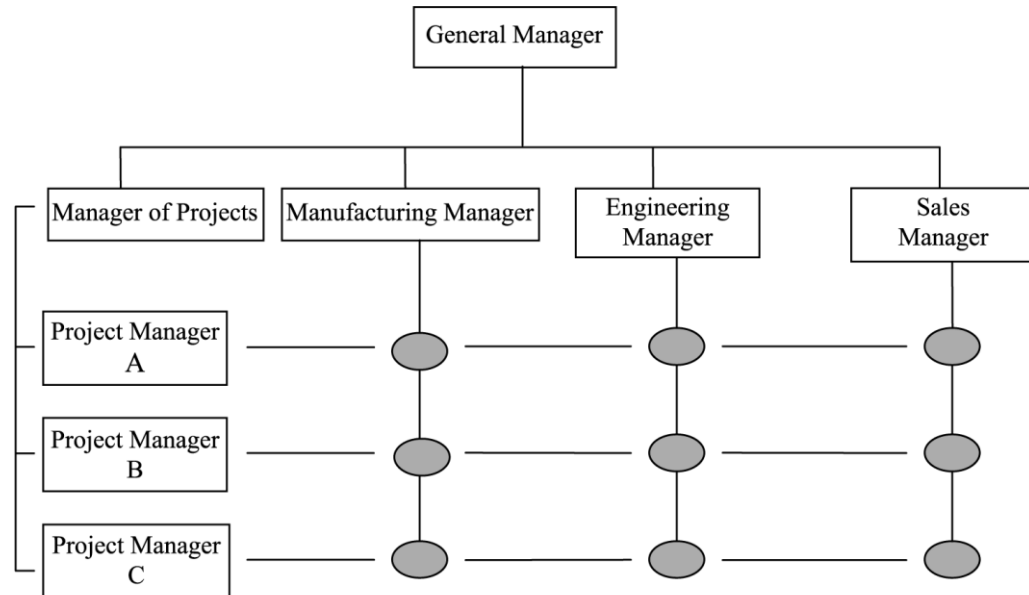 General Manager
Manager of Projects
Manufacturing Manager
Engineering
Manager
Sales
Manager
Project Manager
A
Project Manager
B
Project Manager
C